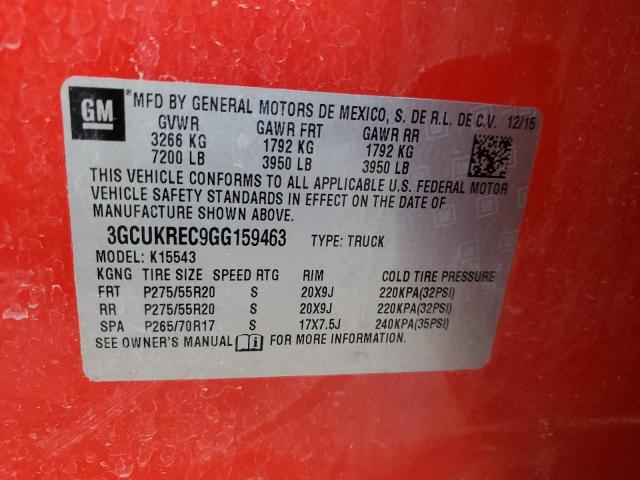 GM
®MFD BY GENERAL MOTORS DE MEXICO, S. DE R.L. DE C.V. 12/15
GVWR GAWR FRT GAWR RR
3266 KG 1792 KG 1792 KG
7200 LB 3950 LB 3950 LB
THIS VEHICLE CONFORMS TO ALL APPLICABLE U.S. FEDERAL MOTOR
VEHICLE SAFETY STANDARDS IN EFFECT ON THE DATE OF
MANUFACTURE SHOWN ABOVE.
3GCUKREC9GG159463 TYPE: TRUCK
MODEL: K15543
KGNG TIRE SIZE SPEED RTG RIM COLD TIRE PRESSURE
FRT P275/55R20 S 20X9J 220KPA(32PSI)
RR P275/55R20 S 20X9J 220KPA(32PSI)
SPA P265/70R17 S 17X7.5J 240KPA(35PSI)
SEE OWNER'S MANUAL FOR MORE INFORMATION.